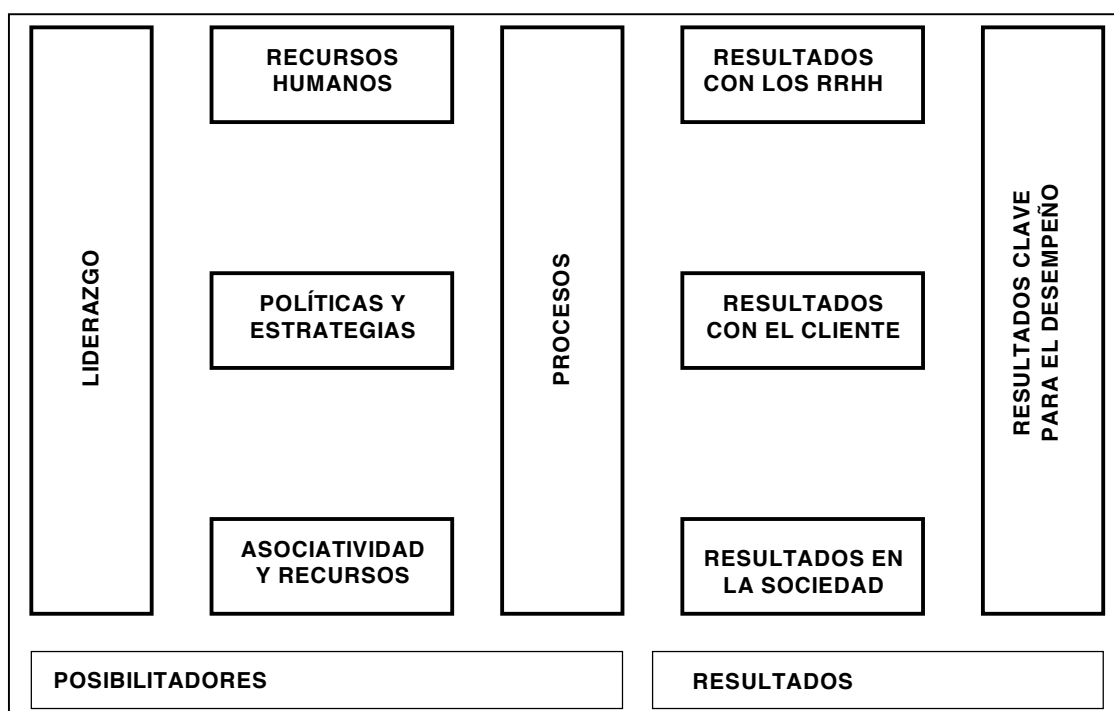 LIDERAZGO
RECURSOS
HUMANOS
POLÍTICAS Y
ESTRATEGIAS
ASOCIATIVIDAD
Y RECURSOS
PROCESOS
RESULTADOS
CON LOS RRHH
RESULTADOS
CON EL CLIENTE
RESULTADOS EN
LA SOCIEDAD
RESULTADOS CLAVE
PARA EL DESEMPEÑO
POSIBILITADORES
RESULTADOS